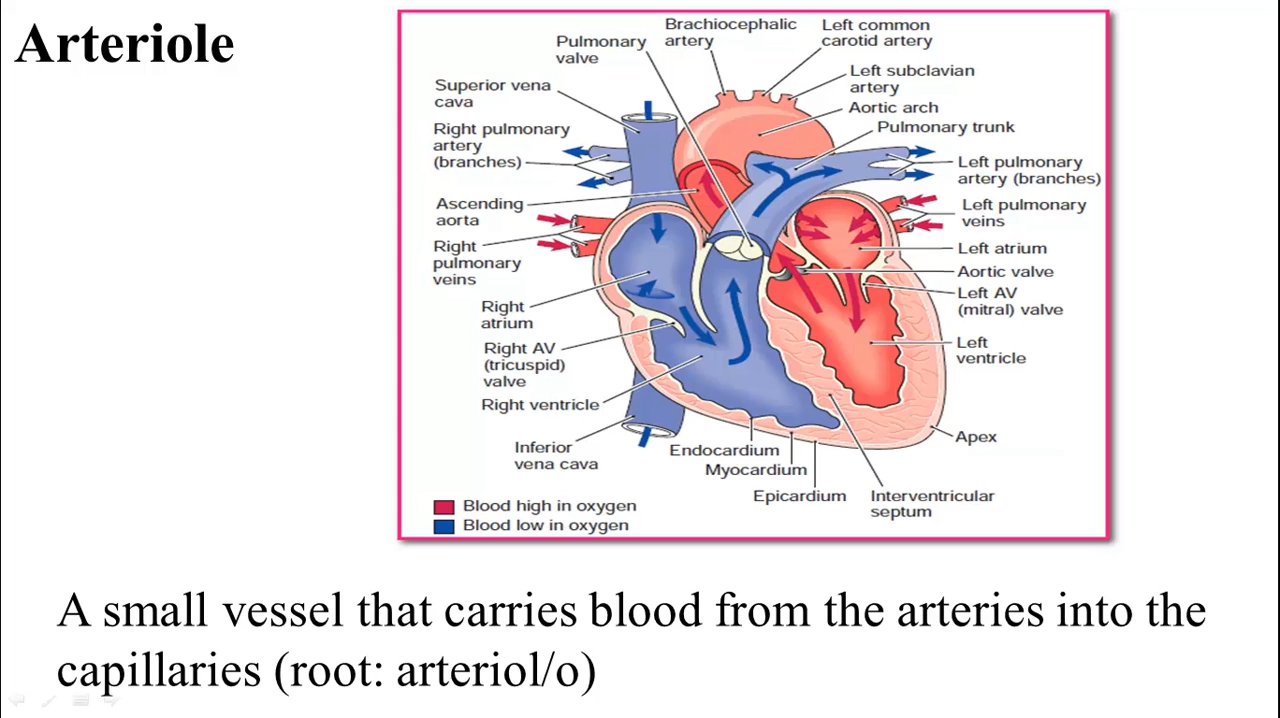 Arteriole
Brachiocephalic
artery
Left common
carotid artery
Pulmonary
valve
Left subclavian
artery
Superior vena
cava
Aortic arch
Pulmonary trunk
Right pulmonary
artery
(branches)
Left pulmonary
artery (branches)
Ascending
aorta
Left pulmonary
veins
Right
pulmonary
veins
Left atrium
Aortic valve
Left AV
(mitral) valve
Right
atrium
Left
ventricle
Right AV
(tricuspid)
valve
Right ventricle
Apex
Inferior
vena cava
Endocardium
Myocardium
Epicardium
Interventricular
septum
Blood high in oxygen
Blood low in oxygen
A small vessel that carries blood from the arteries into the
capillaries (root: arteriol/o)